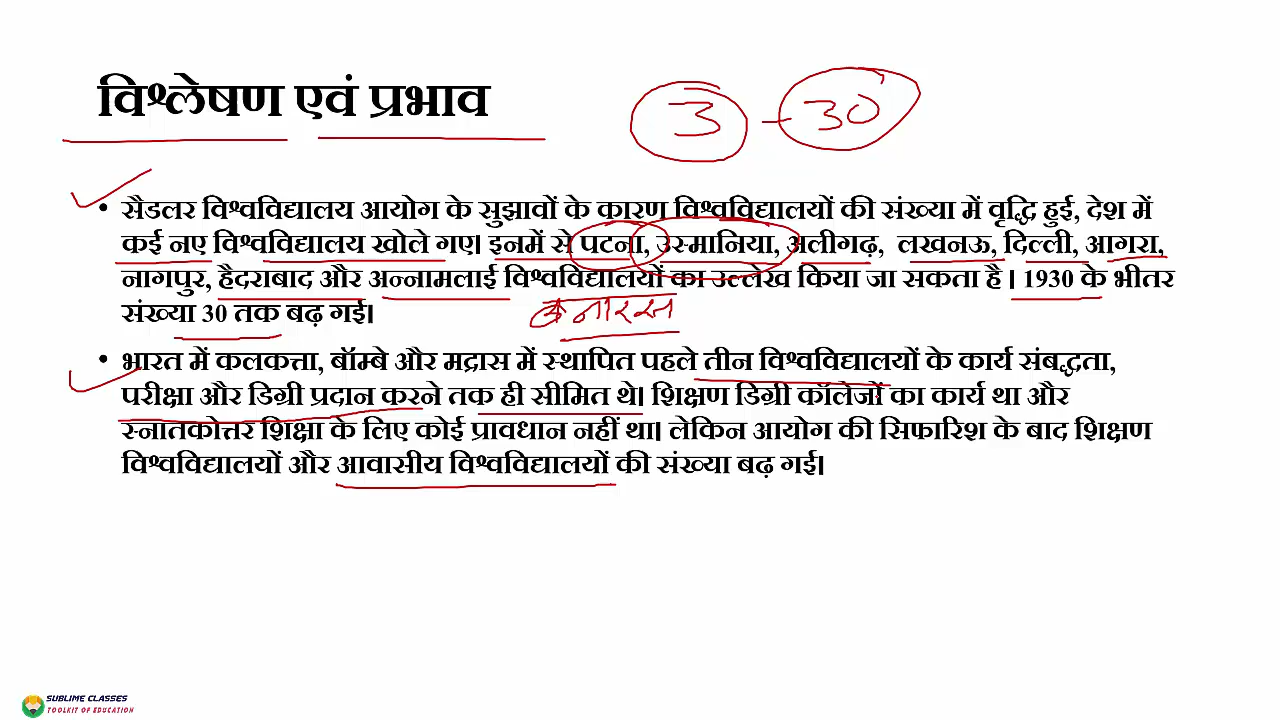 विश्लेषण एवं प्रभाव
3 - 30
• सैडलर विश्वविद्यालय आयोग के सुझावों के कारण विश्वविद्यालयों की संख्या में वृद्धि हुई, देश में
कई नए विश्वविद्यालय खोले गए। इनमें से पटना, उस्मानिया, अलीगढ़, लखनऊ, दिल्ली, आगरा,
नागपुर, हैदराबाद और अन्नामलाई विश्वविद्यालयों का उल्लेख किया जा सकता है। 1930 के भीतर
संख्या 30 तक बढ़ गई।
बनारस
• भारत में कलकत्ता, बॉम्बे और मद्रास में स्थापित पहले तीन विश्वविद्यालयों के कार्य संबद्धता,
परीक्षा और डिग्री प्रदान करने तक ही सीमित थे। शिक्षण डिग्री कॉलेजों का कार्य था और
स्नातकोत्तर शिक्षा के लिए कोई प्रावधान नहीं था। लेकिन आयोग की सिफारिश के बाद शिक्षण
विश्वविद्यालयों और आवासीय विश्वविद्यालयों की संख्या बढ़ गई।
SUBLIME CLASSES
TOOLKIT OF EDUCATION